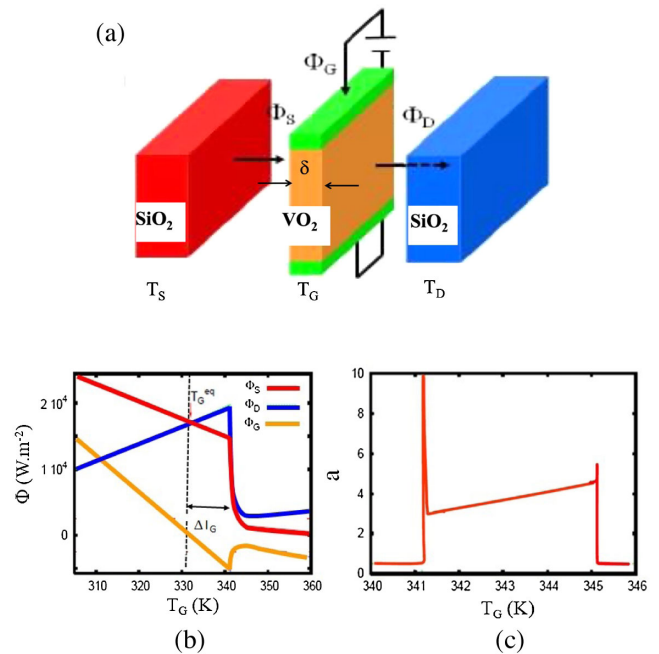 (a)
Φ_G
Φ_S
Φ_D
δ
SiO₂
VO₂
SiO₂
T_S
T_G
T_D
Φ (W.m⁻²)
2 10⁴
1 10⁴
0
T_G^eq
Φ_S
Φ_D
Φ_G
ΔI_G
310 320 330 340 350 360
T_G (K)
(b)
a
10
8
6
4
2
0
340 341 342 343 344 345 346
T_G (K)
(c)